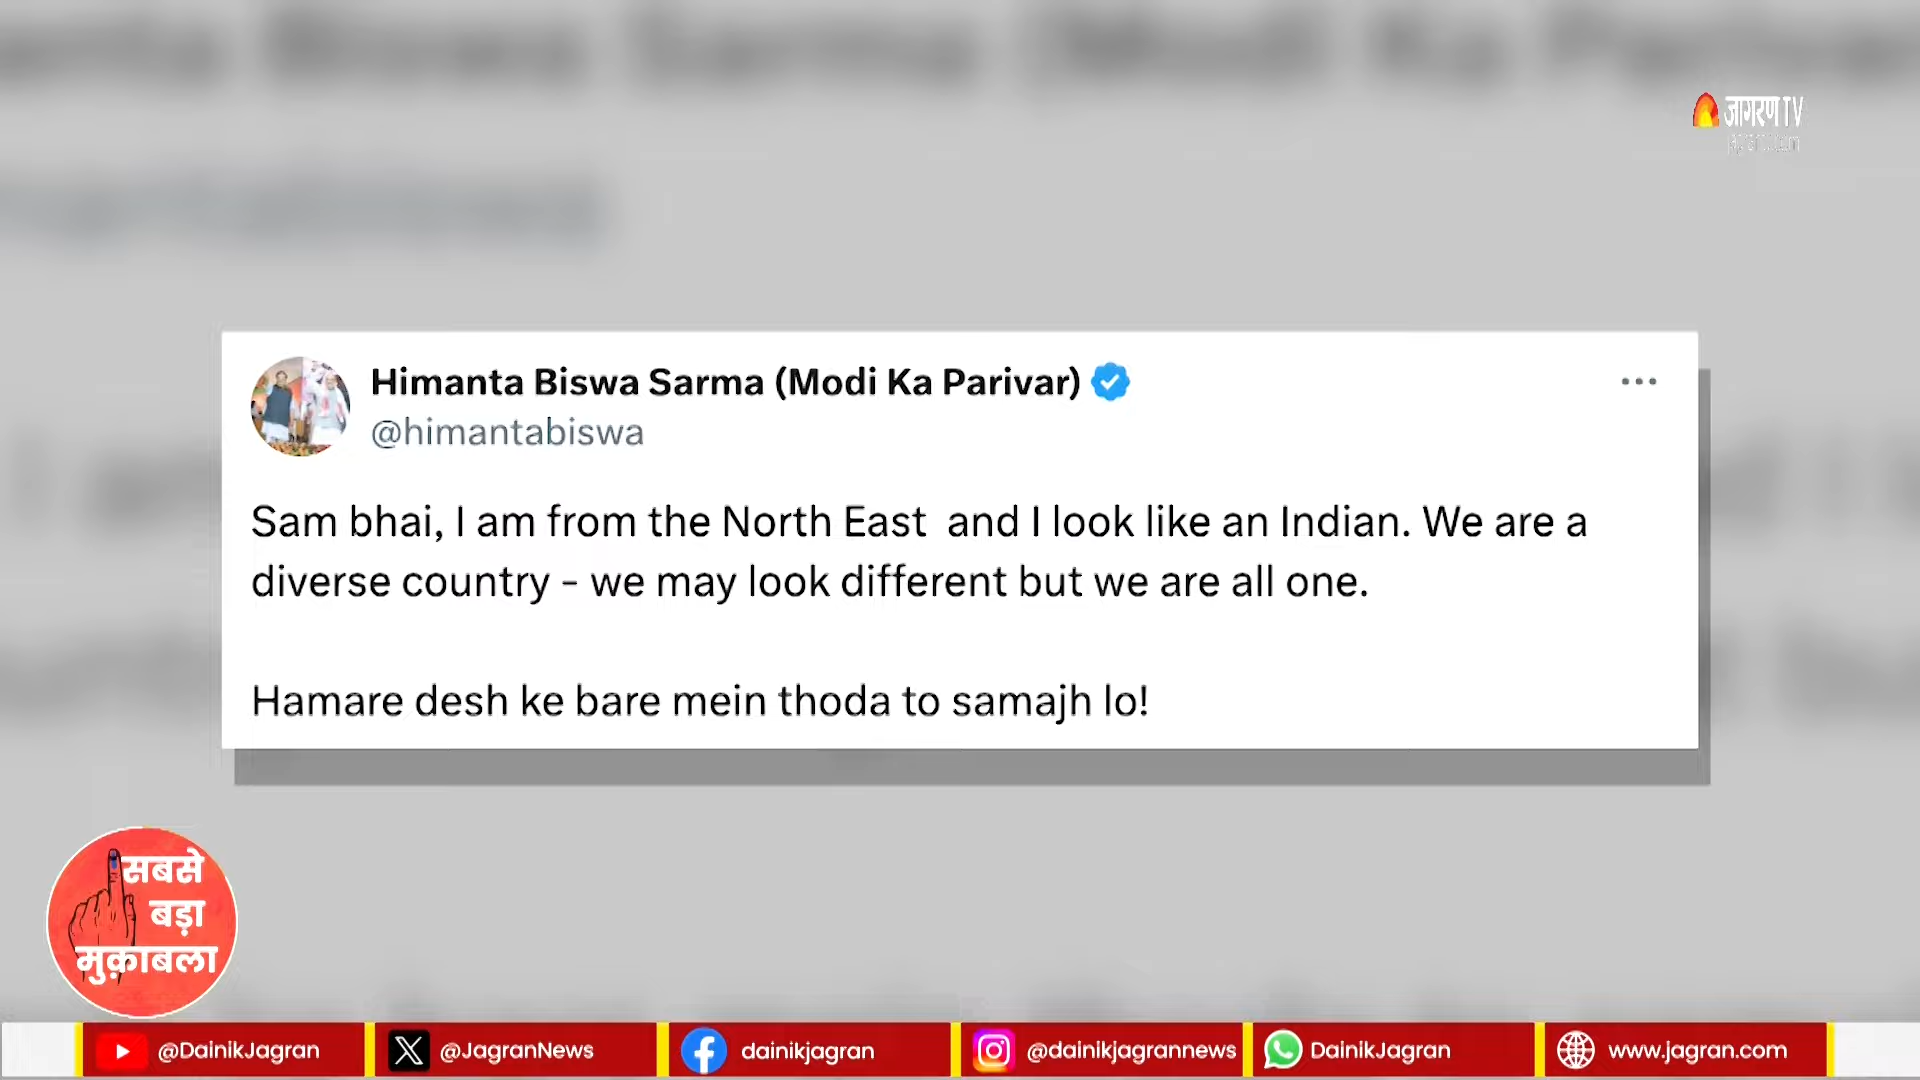 जागरण TV
Himanta Biswa Sarma (Modi Ka Parivar)
@himantabiswa
Sam bhai, I am from the North East and I look like an Indian. We are a
diverse country - we may look different but we are all one.
Hamare desh ke bare mein thoda to samajh lo!
सबसे
बड़ा
मुक़ाबला
@DainikJagran
@JagranNews
dainikjagran
@dainikjagrannews
DainikJagran
www.jagran.com